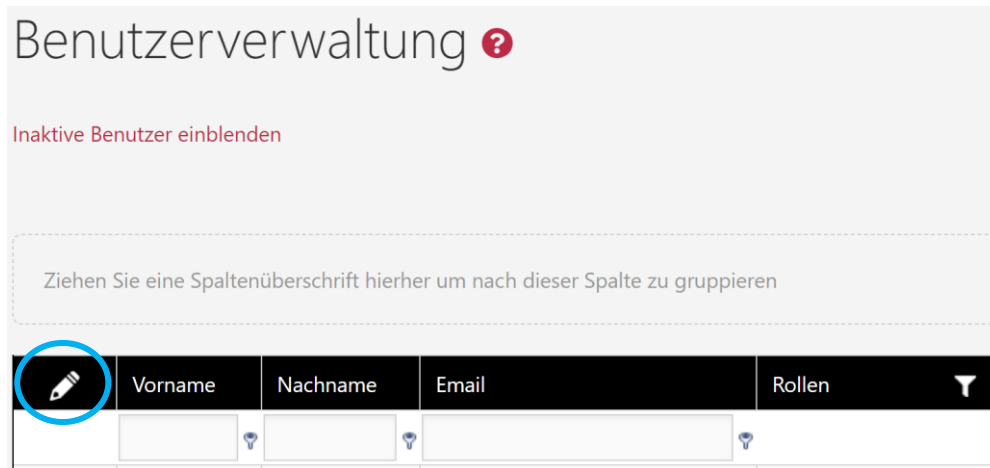 Benutzerverwaltung ?
Inaktive Benutzer einblenden
Ziehen Sie eine Spaltenüberschrift hierher um nach dieser Spalte zu gruppieren
Vorname Nachname Email Rollen